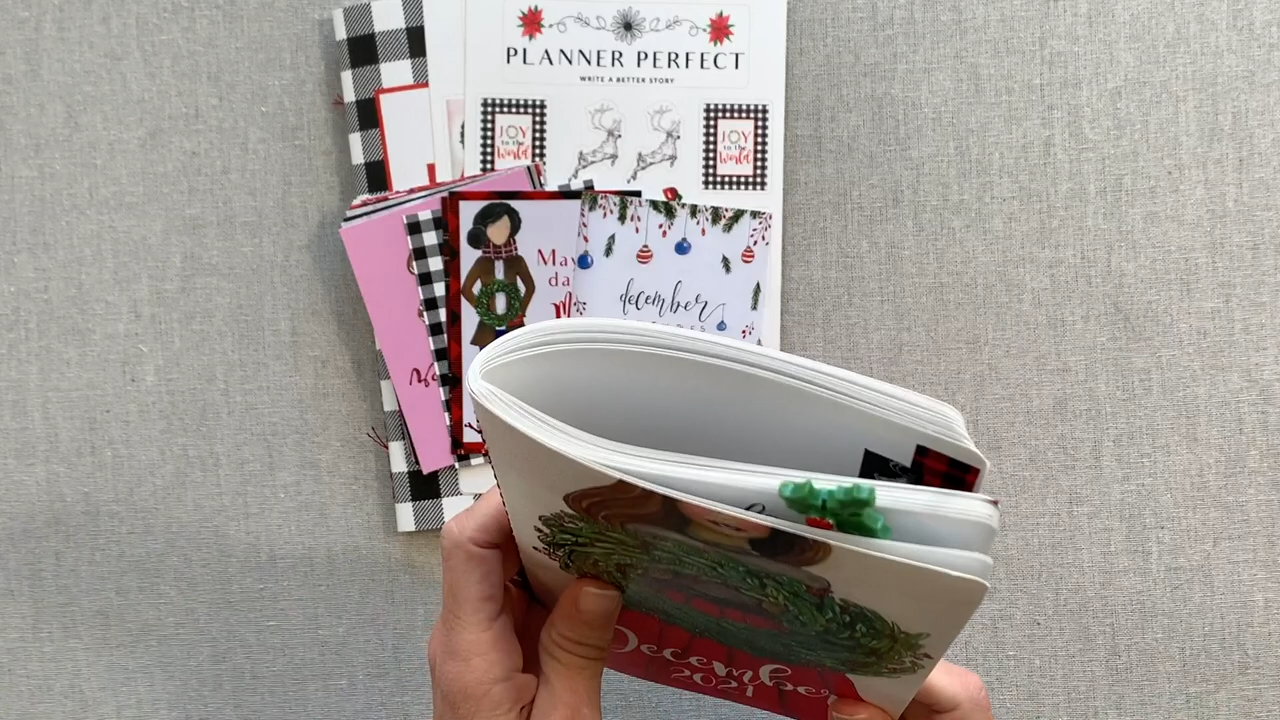 PLANNER PERFECT
WRITE A BETTER STORY
JOY
to the
World
JOY
to the
World
december
December
2021